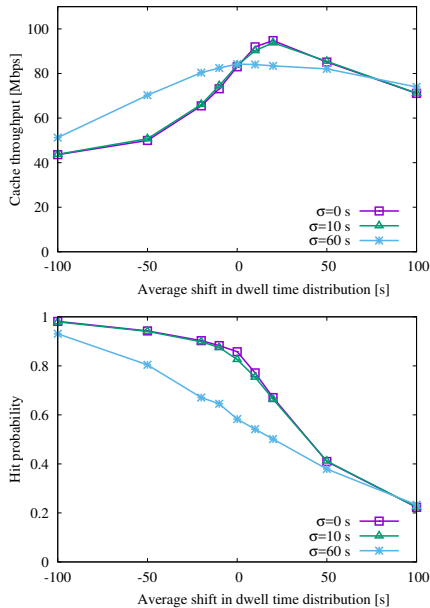 100
80
60
40
20
0
Cache throughput [Mbps]
σ=0 s
σ=10 s
σ=60 s
-100 -50 0 50 100
Average shift in dwell time distribution [s]
1
0.8
0.6
0.4
0.2
0
Hit probability
σ=0 s
σ=10 s
σ=60 s
-100 -50 0 50 100
Average shift in dwell time distribution [s]